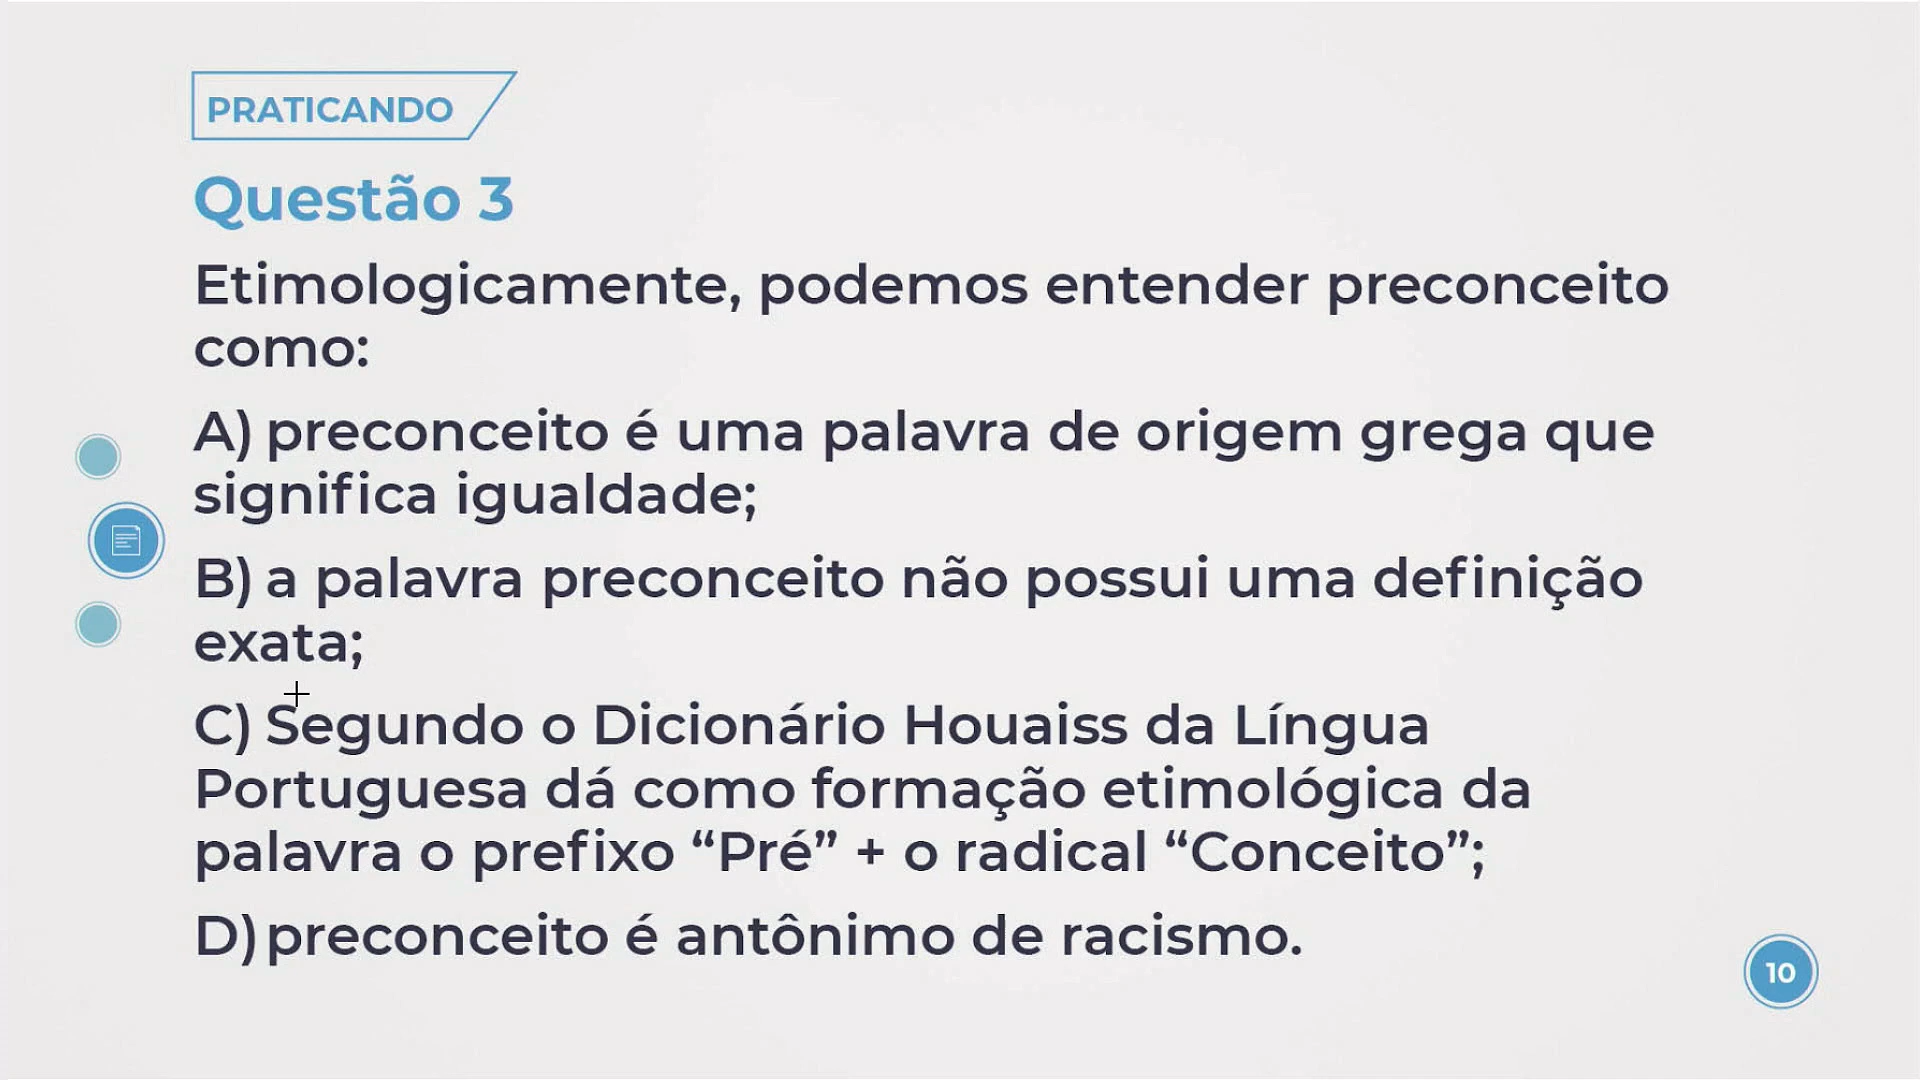 PRATICANDO
Questão 3
Etimologicamente, podemos entender preconceito
como:
A) preconceito é uma palavra de origem grega que
significa igualdade;
B) a palavra preconceito não possui uma definição
exata;
C) Segundo o Dicionário Houaiss da Língua
Portuguesa dá como formação etimológica da
palavra o prefixo “Pré” + o radical “Conceito”;
D) preconceito é antônimo de racismo.
10